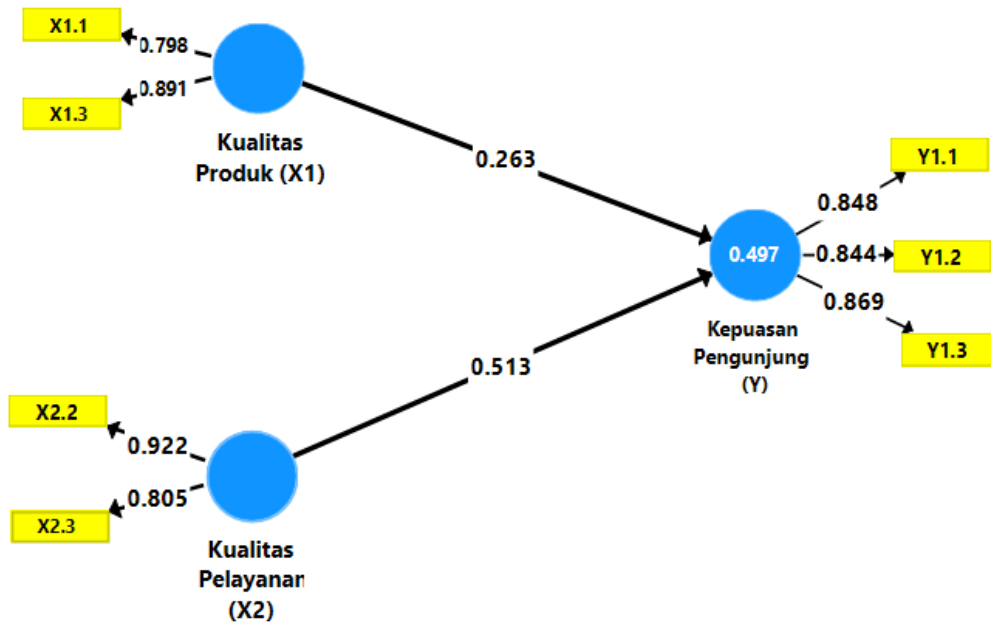 X1.1
0.798
0.891
X1.3
Kualitas
Produk (X1)
0.263
Y1.1
0.848
0.497
0.844
Y1.2
0.869
Y1.3
Kepuasan
Pengunjung
(Y)
0.513
X2.2
0.922
0.805
X2.3
Kualitas
Pelayanan
(X2)